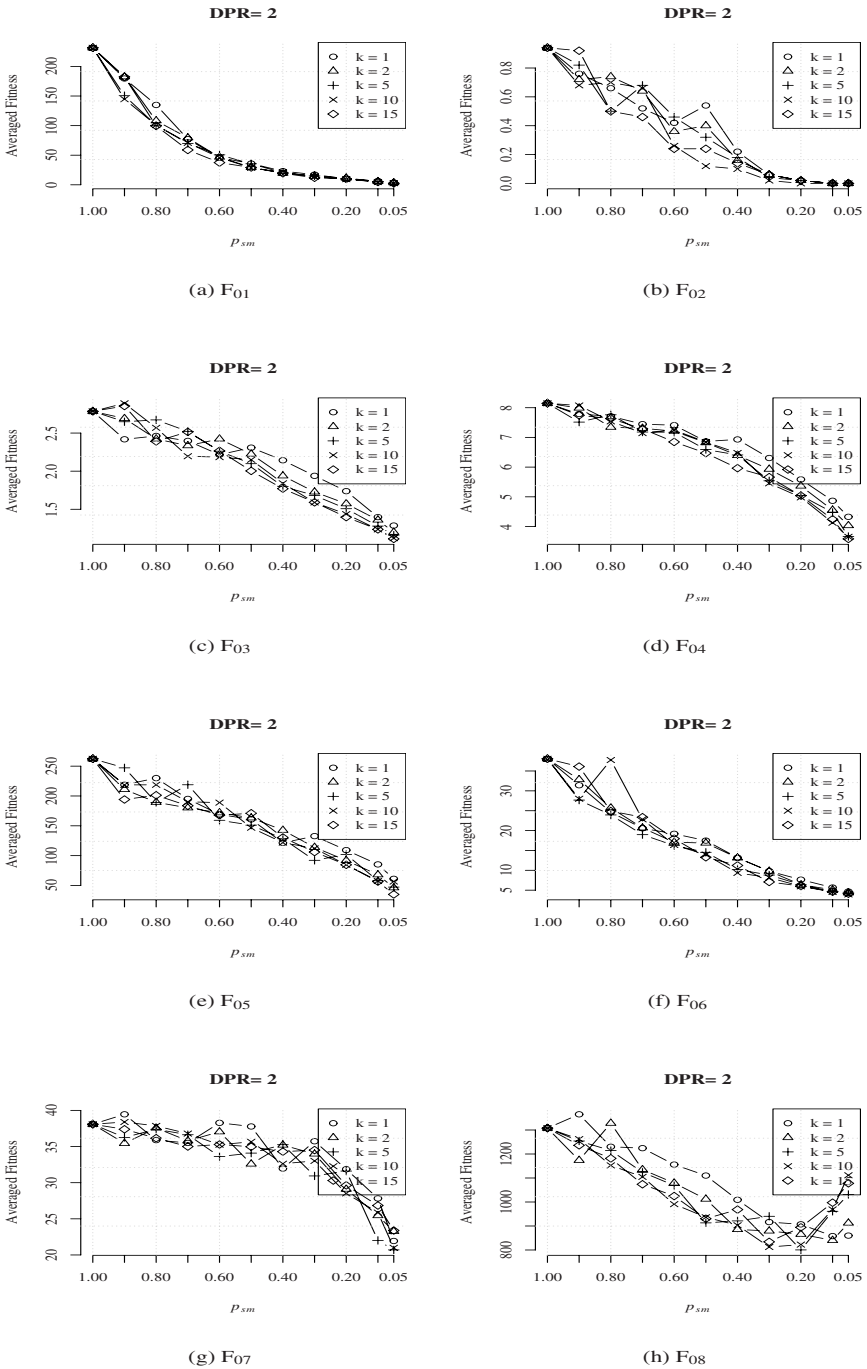 DPR= 2
Averaged Fitness
0 50 100 150 200
k = 1
k = 2
k = 5
k = 10
k = 15
1.00 0.80 0.60 0.40 0.20 0.05
p sm
(a) F01
DPR= 2
Averaged Fitness
0.0 0.2 0.4 0.6 0.8
k = 1
k = 2
k = 5
k = 10
k = 15
1.00 0.80 0.60 0.40 0.20 0.05
p sm
(b) F02
DPR= 2
Averaged Fitness
1.5 2.0 2.5
k = 1
k = 2
k = 5
k = 10
k = 15
1.00 0.80 0.60 0.40 0.20 0.05
p sm
(c) F03
DPR= 2
Averaged Fitness
4 5 6 7 8
k = 1
k = 2
k = 5
k = 10
k = 15
1.00 0.80 0.60 0.40 0.20 0.05
p sm
(d) F04
DPR= 2
Averaged Fitness
50 100 150 200 250
k = 1
k = 2
k = 5
k = 10
k = 15
1.00 0.80 0.60 0.40 0.20 0.05
p sm
(e) F05
DPR= 2
Averaged Fitness
5 10 20 30
k = 1
k = 2
k = 5
k = 10
k = 15
1.00 0.80 0.60 0.40 0.20 0.05
p sm
(f) F06
DPR= 2
Averaged Fitness
20 25 30 35 40
k = 1
k = 2
k = 5
k = 10
k = 15
1.00 0.80 0.60 0.40 0.20 0.05
p sm
(g) F07
DPR= 2
Averaged Fitness
800 900 1000 1200
k = 1
k = 2
k = 5
k = 10
k = 15
1.00 0.80 0.60 0.40 0.20 0.05
p sm
(h) F08